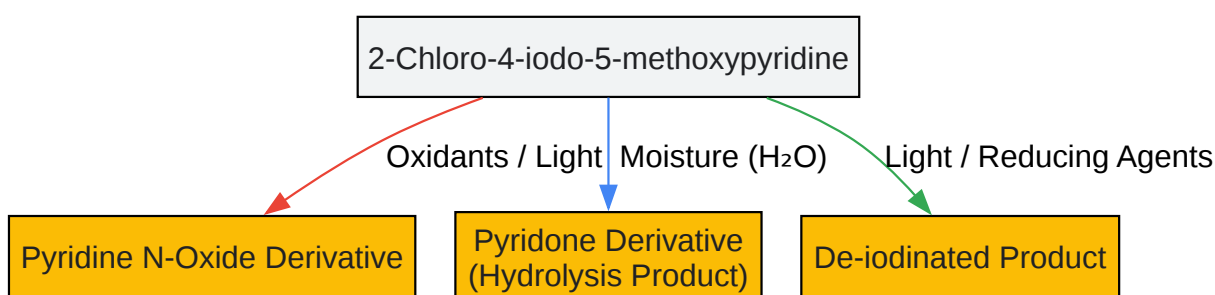 2-Chloro-4-iodo-5-methoxypyridine
Oxidants / Light
Moisture (H₂O)
Light / Reducing Agents
Pyridine N-Oxide Derivative
Pyridone Derivative
(Hydrolysis Product)
De-iodinated Product